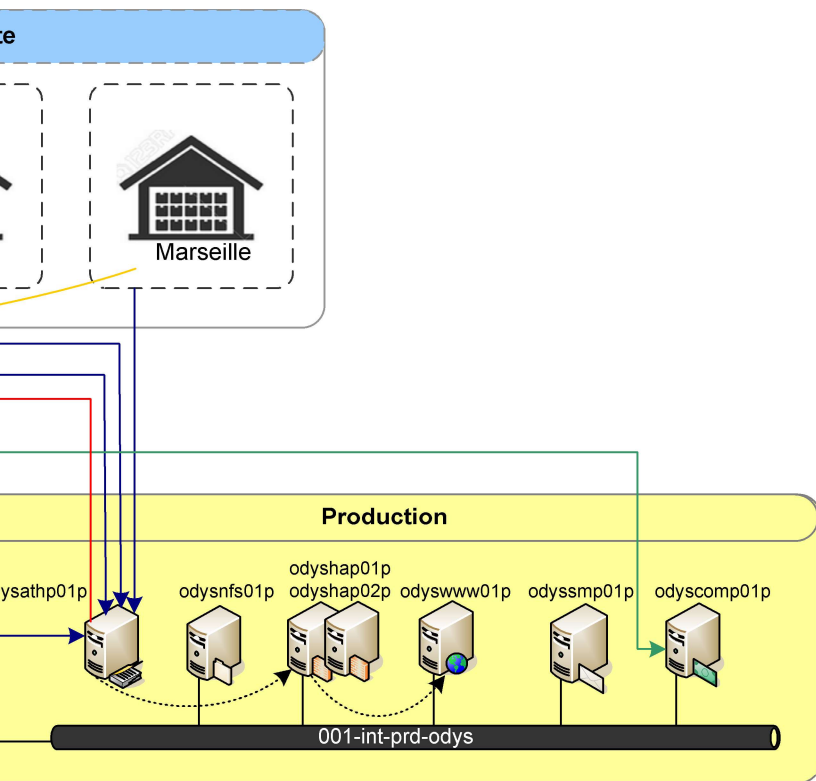 te
Marseille
Production
ysathp01p
odysnfs01p
odyshap01p
odyshap02p
odyswww01p
odyssmp01p
odyscomp01p
001-int-prd-odys